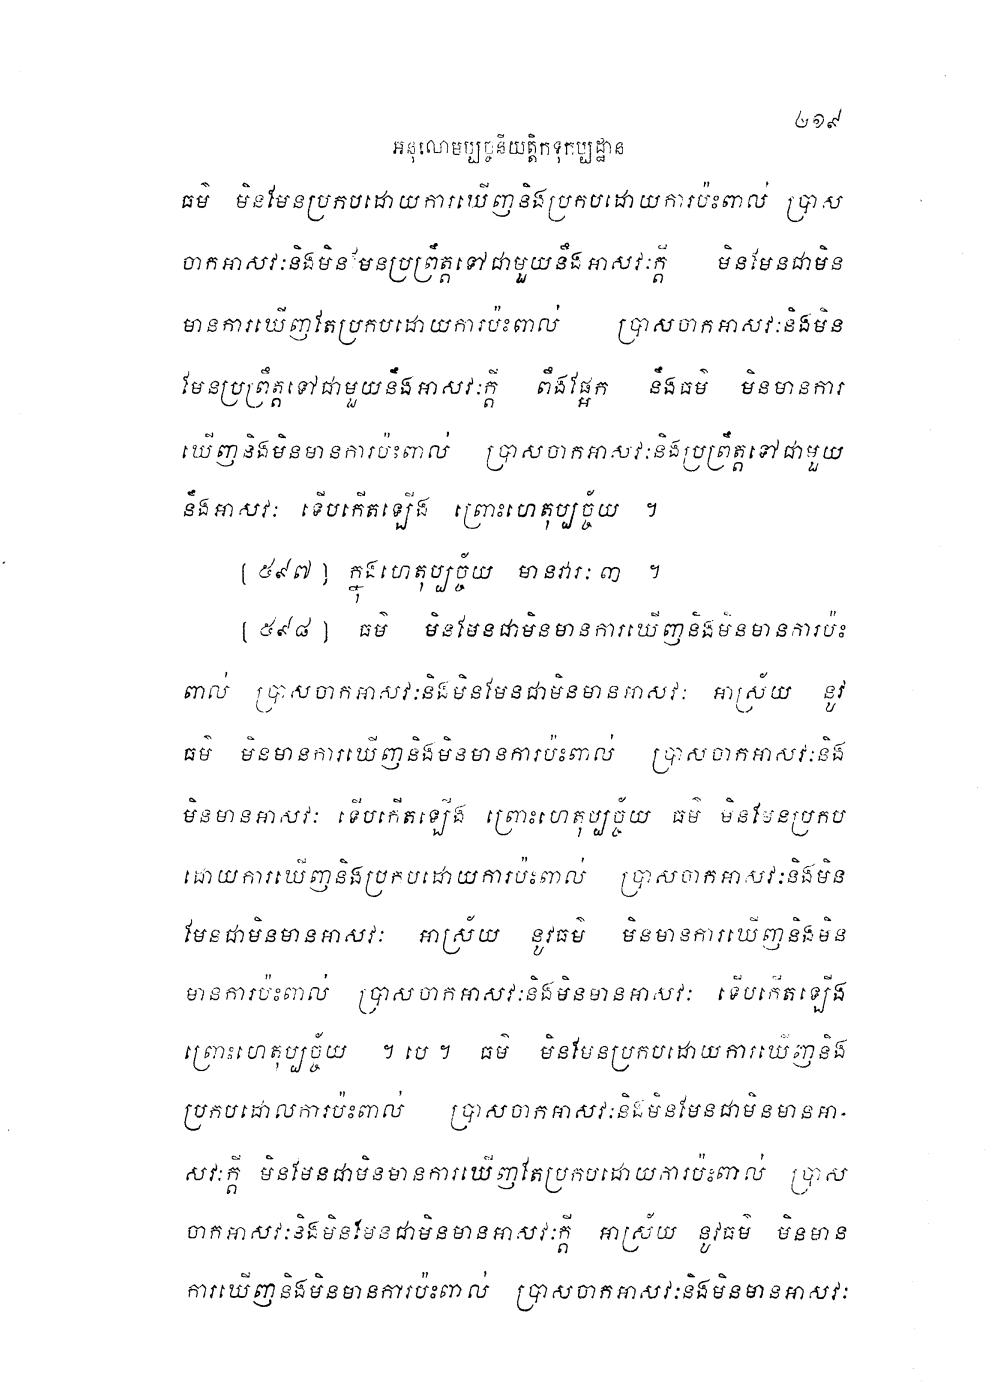 ២១៩
អនុលោមប្បច្ចនីយត្តិកទុកប្បដ្ឋាន
ធម៌ មិនមែនប្រកបដោយការឃើញនិងប្រកបដោយការប៉ះពាល់ ប្រាស
ចាកអាសវៈនិងមិនមែនប្រព្រឹត្តទៅជាមួយនឹងអាសវៈក្តី មិនមែនជាមិន
មានការឃើញតែប្រកបដោយការប៉ះពាល់ ប្រាសចាកអាសវៈនិងមិន
មែនប្រព្រឹត្តទៅជាមួយនឹងអាសវៈក្តី ពឹងផ្អែក នឹងធម៌ មិនមានការ
ឃើញនិងមិនមានការប៉ះពាល់ ប្រាសចាកអាសវៈនិងប្រព្រឹត្តទៅជាមួយ
នឹងអាសវៈ ទើបកើតឡើង ព្រោះហេតុប្បច្ច័យ ។
[ ៥៩៧ ] ក្នុងហេតុប្បច្ច័យ មានវារៈ ៣ ។
[ ៥៩៨ ] ធម៌ មិនមែនជាមិនមានការឃើញនិងមិនមានការប៉ះ
ពាល់ ប្រាសចាកអាសវៈនិងមិនមែនជាមិនមានអាសវៈ អាស្រ័យ នូវ
ធម៌ មិនមានការឃើញនិងមិនមានការប៉ះពាល់ ប្រាសចាកអាសវៈនិង
មិនមានអាសវៈ ទើបកើតឡើង ព្រោះហេតុប្បច្ច័យ ធម៌ មិនមែនប្រកប
ដោយការឃើញនិងប្រកបដោយការប៉ះពាល់ ប្រាសចាកអាសវៈនិងមិន
មែនជាមិនមានអាសវៈ អាស្រ័យ នូវធម៌ មិនមានការឃើញនិងមិន
មានការប៉ះពាល់ ប្រាសចាកអាសវៈនិងមិនមានអាសវៈ ទើបកើតឡើង
ព្រោះហេតុប្បច្ច័យ ។ បេ ។ ធម៌ មិនមែនប្រកបដោយការឃើញនិង
ប្រកបដោលការប៉ះពាល់ ប្រាសចាកអាសវៈនិងមិនមែនជាមិនមានអា-
សវៈក្តី មិនមែនជាមិនមានការឃើញតែប្រកបដោយការប៉ះពាល់ ប្រាស
ចាកអាសវៈនិងមិនមែនជាមិនមានអាសវៈក្តី អាស្រ័យ នូវធម៌ មិនមាន
ការឃើញនិងមិនមានការប៉ះពាល់ ប្រាសចាកអាសវៈនិងមិនមានអាសវៈ